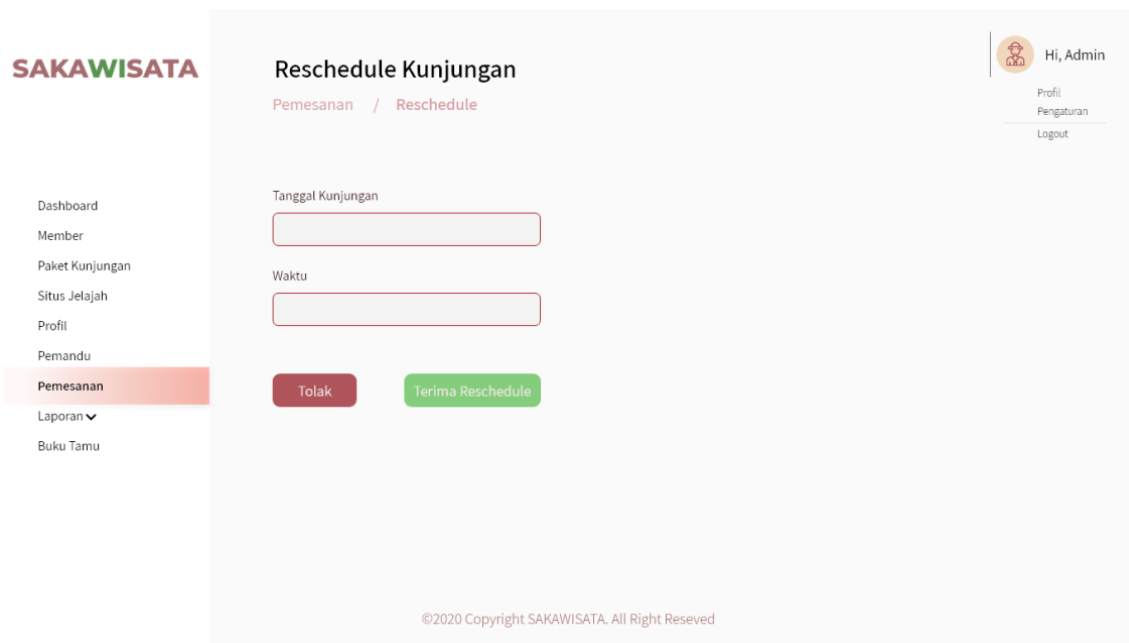 SAKAWISATA
Dashboard
Member
Paket Kunjungan
Situs Jelajah
Profil
Pemandu
Pemesanan
Laporan
Buku Tamu
Reschedule Kunjungan
Pemesanan / Reschedule
Hi, Admin
Profil
Pengaturan
Logout
Tanggal Kunjungan
Waktu
Tolak
Terima Reschedule
©2020 Copyright SAKAWISATA. All Right Reseved